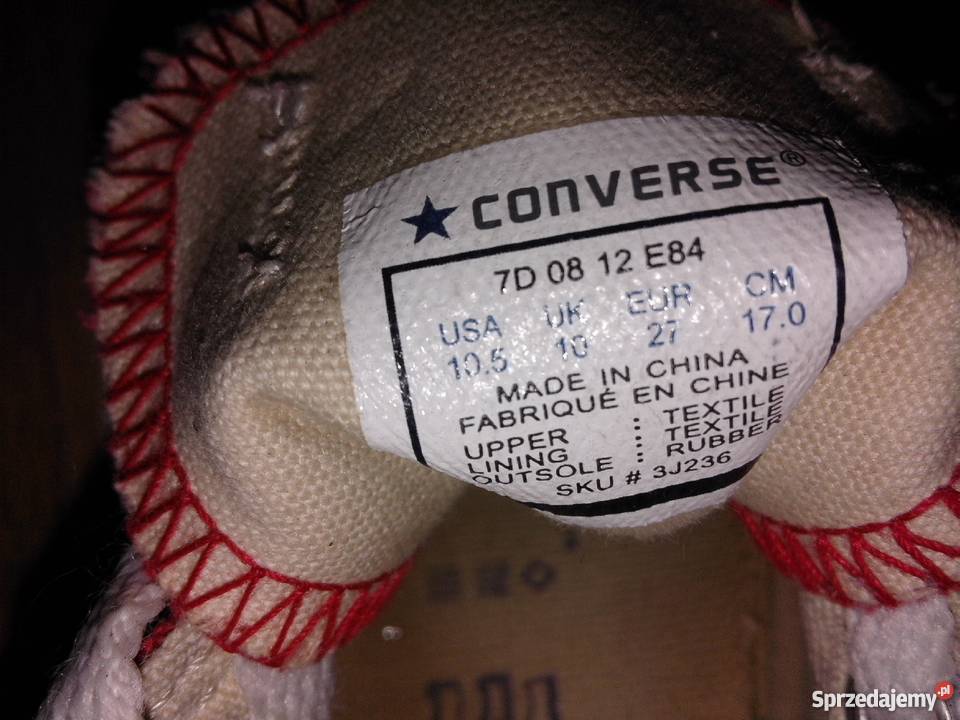 CONVERSE®
7D 08 12 E84
USA UK EUR CM
10.5 10 27 17.0
MADE IN CHINA
FABRIQUÉ EN CHINE
UPPER : TEXTILE
LINING : TEXTILE
OUTSOLE : RUBBER
SKU # 3J236
Sprzedajemy.pl